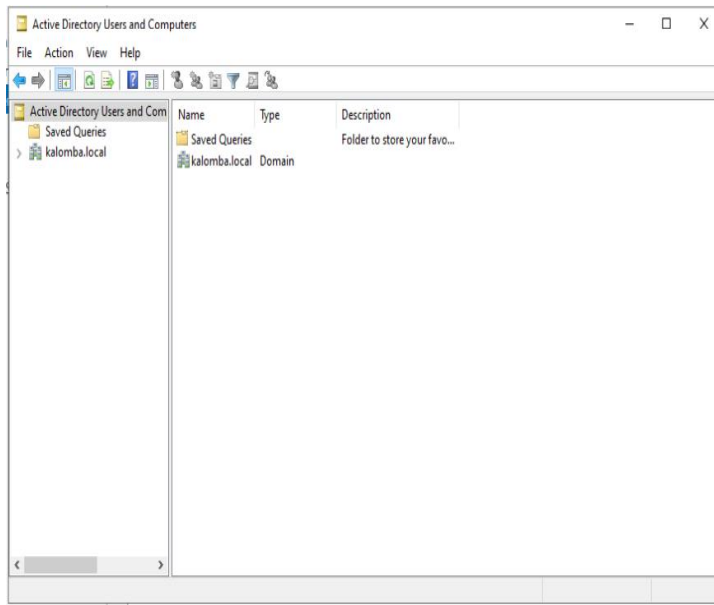 Active Directory Users and Computers
File Action View Help
Active Directory Users and Com
Saved Queries
kalomba.local
Name Type Description
Saved Queries Folder to store your favo...
kalomba.local Domain